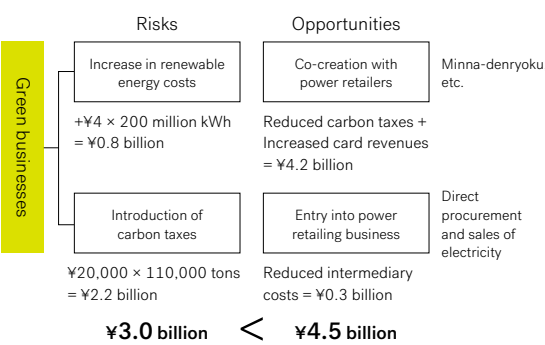 Risks
Opportunities
Green businesses
Increase in renewable
energy costs
Co-creation with
power retailers
Minna-denryoku
etc.
+¥4 × 200 million kWh
= ¥0.8 billion
Reduced carbon taxes +
Increased card revenues
= ¥4.2 billion
Introduction of
carbon taxes
Entry into power
retailing business
Direct
procurement
and sales of
electricity
¥20,000 × 110,000 tons
= ¥2.2 billion
Reduced intermediary
costs = ¥0.3 billion
¥3.0 billion < ¥4.5 billion